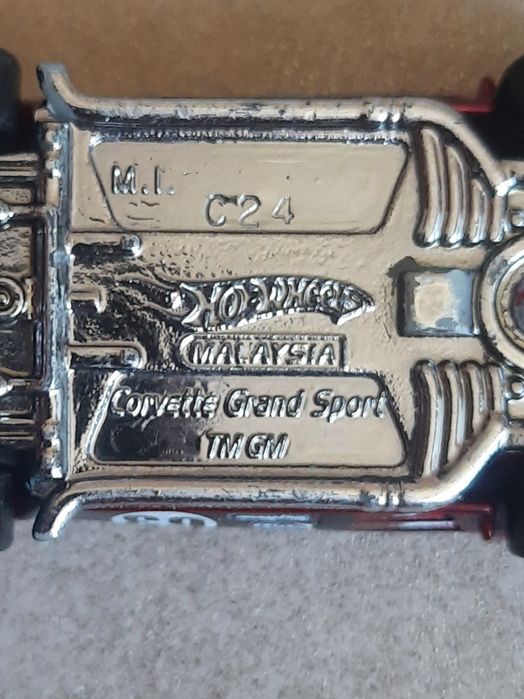 M.I.
C24
Hot Wheels
MALAYSIA
Corvette Grand Sport
TM GM